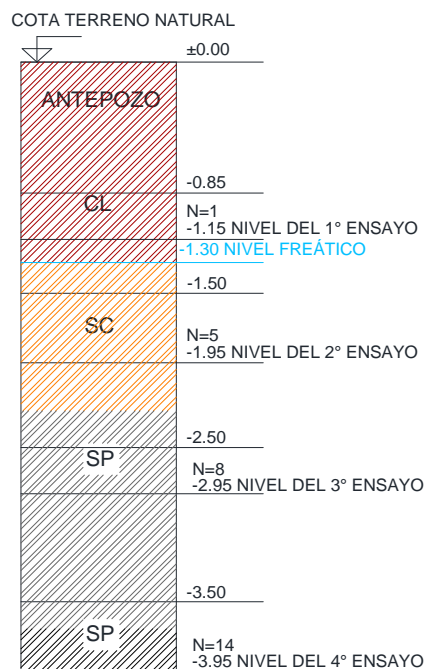 COTA TERRENO NATURAL
±0.00
ANTEPOZO
-0.85
CL
N=1
-1.15 NIVEL DEL 1° ENSAYO
-1.30 NIVEL FREÁTICO
-1.50
SC
N=5
-1.95 NIVEL DEL 2° ENSAYO
-2.50
SP
N=8
-2.95 NIVEL DEL 3° ENSAYO
-3.50
SP
N=14
-3.95 NIVEL DEL 4° ENSAYO